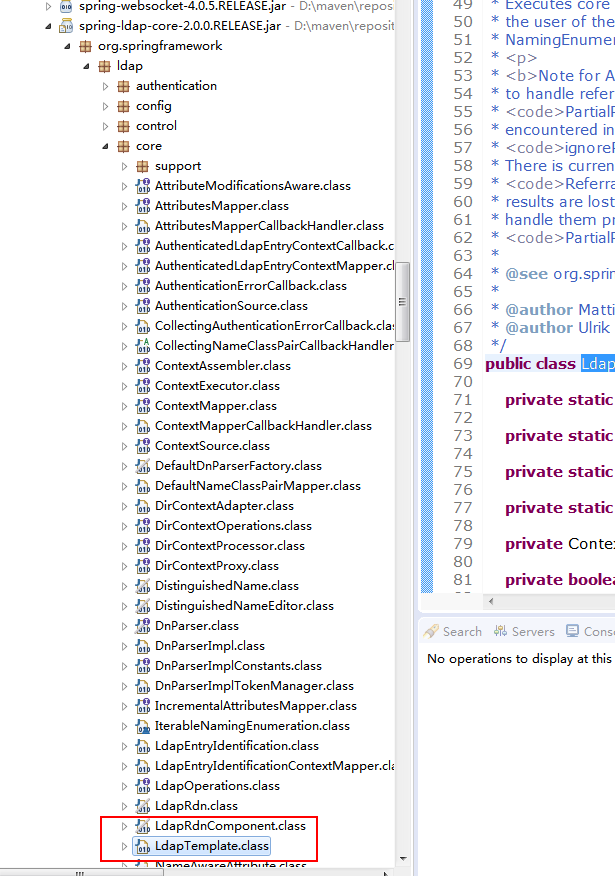 spring-websocket-4.0.5.RELEASE.jar - D:\maven\reposit
spring-ldap-core-2.0.0.RELEASE.jar - D:\maven\reposit
org.springframework
ldap
authentication
config
control
core
support
AttributeModificationsAware.class
AttributesMapper.class
AttributesMapperCallbackHandler.class
AuthenticatedLdapEntryContextCallback.c
AuthenticatedLdapEntryContextMapper.cl
AuthenticationErrorCallback.class
AuthenticationSource.class
CollectingAuthenticationErrorCallback.cla
CollectingNameClassPairCallbackHandler
ContextAssembler.class
ContextExecutor.class
ContextMapper.class
ContextMapperCallbackHandler.class
ContextSource.class
DefaultDnParserFactory.class
DefaultNameClassPairMapper.class
DirContextAdapter.class
DirContextOperations.class
DirContextProcessor.class
DirContextProxy.class
DistinguishedName.class
DistinguishedNameEditor.class
DnParser.class
DnParserImpl.class
DnParserImplConstants.class
DnParserImplTokenManager.class
IncrementalAttributesMapper.class
IterableNamingEnumeration.class
LdapEntryIdentification.class
LdapEntryIdentificationContextMapper.cla
LdapOperations.class
LdapRdn.class
LdapRdnComponent.class
LdapTemplate.class
NameAwareAttribute.class
49 * Executes core
50 * the user of the
51 * NamingEnumer
52 * <p>
53 * <b>Note for A
54 * to handle refer
55 * <code>PartialR
56 * encountered in
57 * <code>ignoreP
58 * There is curren
59 * <code>Referra
60 * results are lost
61 * handle them pr
62 * <code>PartialR
63 *
64 * @see org.sprin
65 *
66 * @author Matti
67 * @author Ulrik
68 */
69 public class Ldap
70
71 private static
72
73 private static
74
75 private static
76
77 private static
78
79 private Contex
80
81 private boolea
Search Servers Conso
No operations to display at this